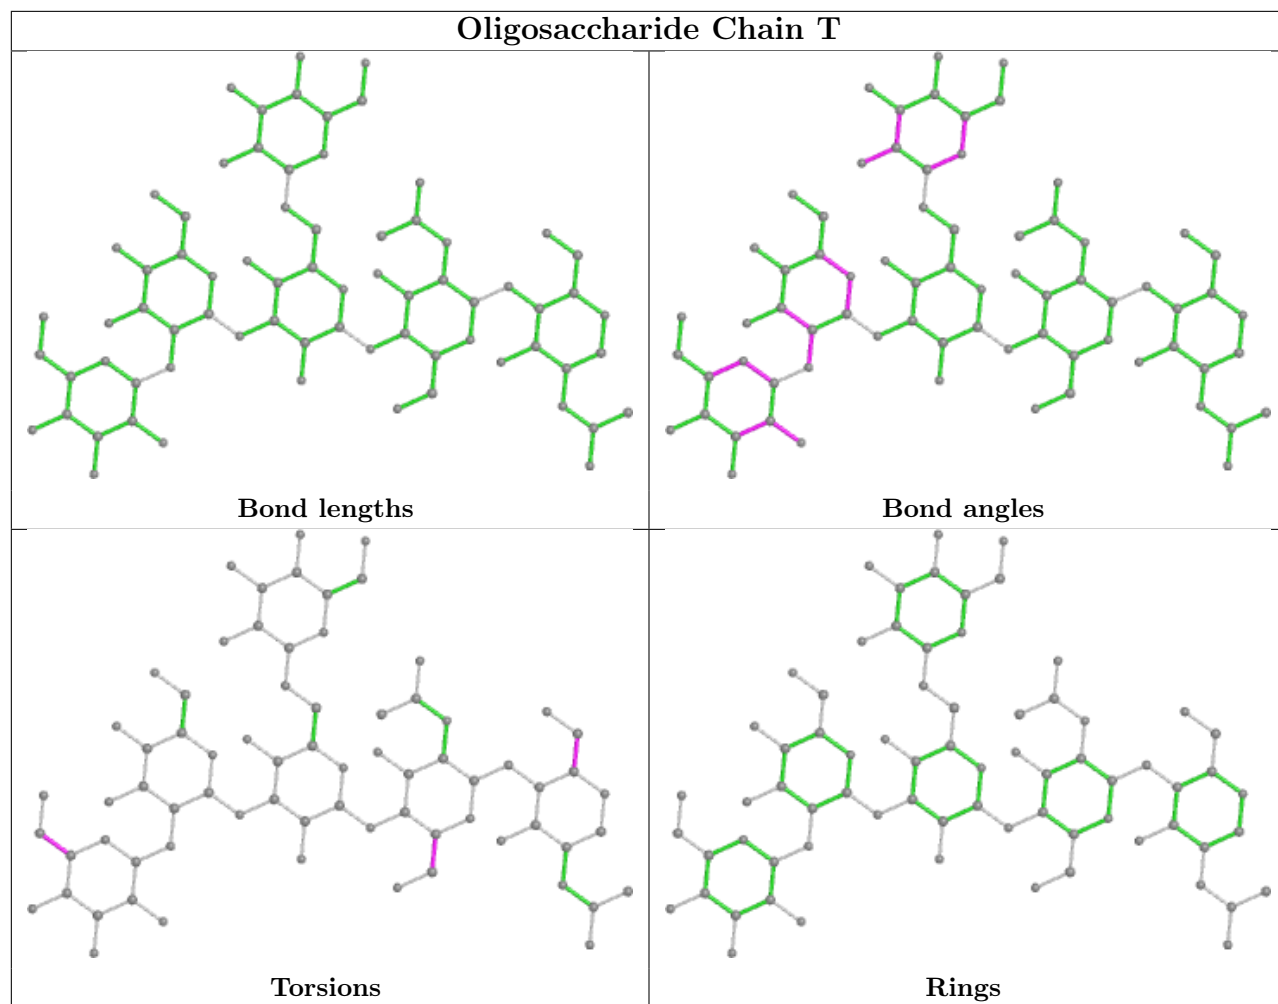 Oligosaccharide Chain T
Bond lengths
Bond angles
Torsions
Rings